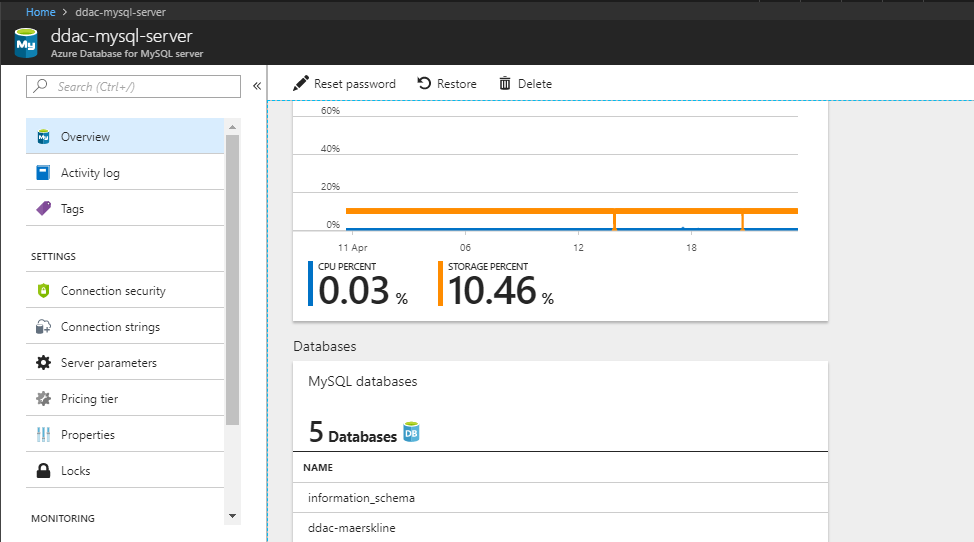 Home > ddac-mysql-server
My
ddac-mysql-server
Azure Database for MySQL server
Search (Ctrl+/)
«
My
Overview
Activity log
Tags
SETTINGS
Connection security
Connection strings
Server parameters
Pricing tier
Properties
Locks
MONITORING
Reset password
Restore
Delete
60%
40%
20%
0%
11 Apr
06
12
18
CPU PERCENT
0.03 %
STORAGE PERCENT
10.46 %
Databases
MySQL databases
5 Databases
DB
NAME
information_schema
ddac-maerskline